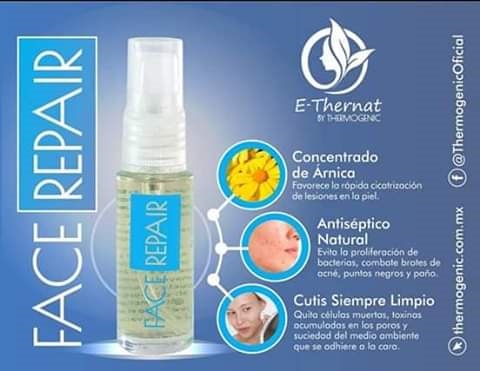 FACE REPAIR
FACE REPAIR
E-Thernat
BY THERMOGENIC
Concentrado
de Árnica
Favorece la rápida cicatrización
de lesiones en la piel.
Antiséptico
Natural
Evita la proliferación de
bacterias, combate brotes de
acné, puntos negros y paño.
Cutis Siempre Limpio
Quita células muertas, toxinas
acumuladas en los poros y
suciedad del medio ambiente
que se adhiere a la cara.
@ThermogenicOficial
thermogenic.com.mx